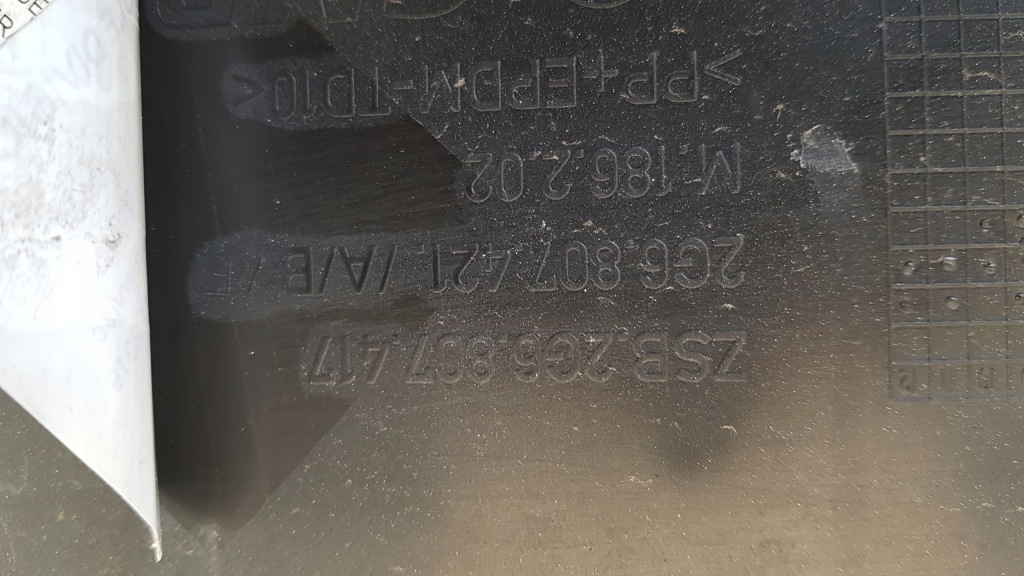 ZSB.2G6.807.417
2G6.807.421 /A/E/F
M.186.2.02
>PP+EPDM-TD10<